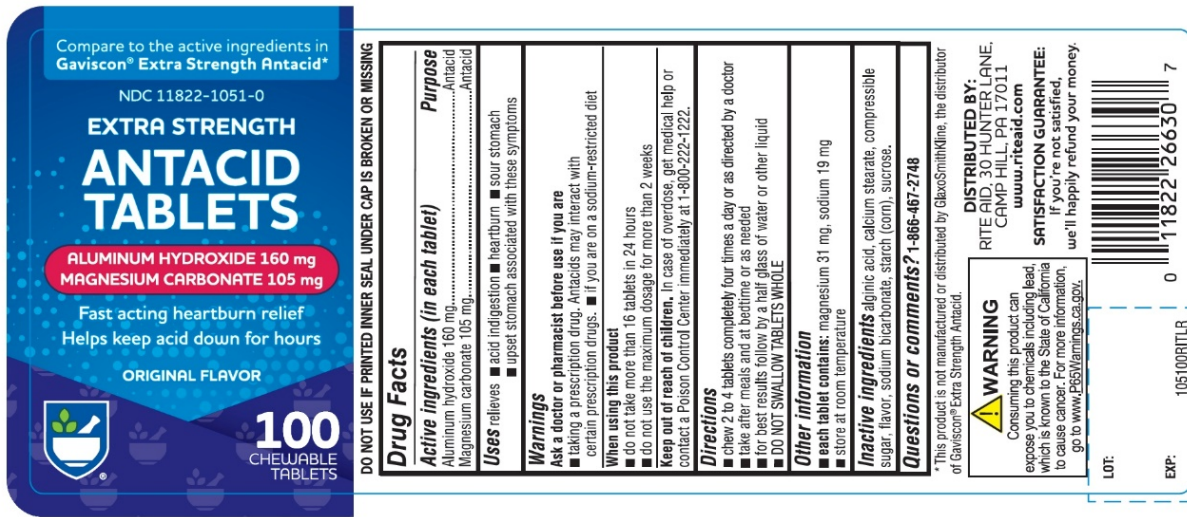 Compare to the active ingredients in
Gaviscon® Extra Strength Antacid*
NDC 11822-1051-0
EXTRA STRENGTH
ANTACID
TABLETS
ALUMINUM HYDROXIDE 160 mg
MAGNESIUM CARBONATE 105 mg
Fast acting heartburn relief
Helps keep acid down for hours
ORIGINAL FLAVOR
®
100
CHEWABLE
TABLETS
DO NOT USE IF PRINTED INNER SEAL UNDER CAP IS BROKEN OR MISSING
Drug Facts
Active ingredients (in each tablet) Purpose
Aluminum hydroxide 160 mg.....Antacid
Magnesium carbonate 105 mg.....Antacid
Uses relieves ■ acid indigestion ■ heartburn ■ sour stomach
■ upset stomach associated with these symptoms
Warnings
Ask a doctor or pharmacist before use if you are
■ taking a prescription drug. Antacids may interact with
certain prescription drugs. ■ if you are on a sodium-restricted diet
When using this product
■ do not take more than 16 tablets in 24 hours
■ do not use the maximum dosage for more than 2 weeks
Keep out of reach of children. In case of overdose, get medical help or
contact a Poison Control Center immediately at 1-800-222-1222.
Directions
■ chew 2 to 4 tablets completely four times a day or as directed by a doctor
■ take after meals and at bedtime or as needed
■ for best results follow by a half glass of water or other liquid
■ DO NOT SWALLOW TABLETS WHOLE
Other information
■ each tablet contains: magnesium 31 mg, sodium 19 mg
■ store at room temperature
Inactive ingredients alginic acid, calcium stearate, compressible
sugar, flavor, sodium bicarbonate, starch (corn), sucrose.
Questions or comments? 1-866-467-2748
* This product is not manufactured or distributed by GlaxoSmithKline, the distributor
of Gaviscon® Extra Strength Antacid.
DISTRIBUTED BY:
RITE AID, 30 HUNTER LANE,
CAMP HILL, PA 17011
www.riteaid.com
SATISFACTION GUARANTEE:
If you're not satisfied,
we'll happily refund your money.
WARNING
Consuming this product can
expose you to chemicals including lead,
which is known to the State of California
to cause cancer. For more information,
go to www.P65Warnings.ca.gov.
0 11822 26630 7
LOT:
EXP:
105100RITLR